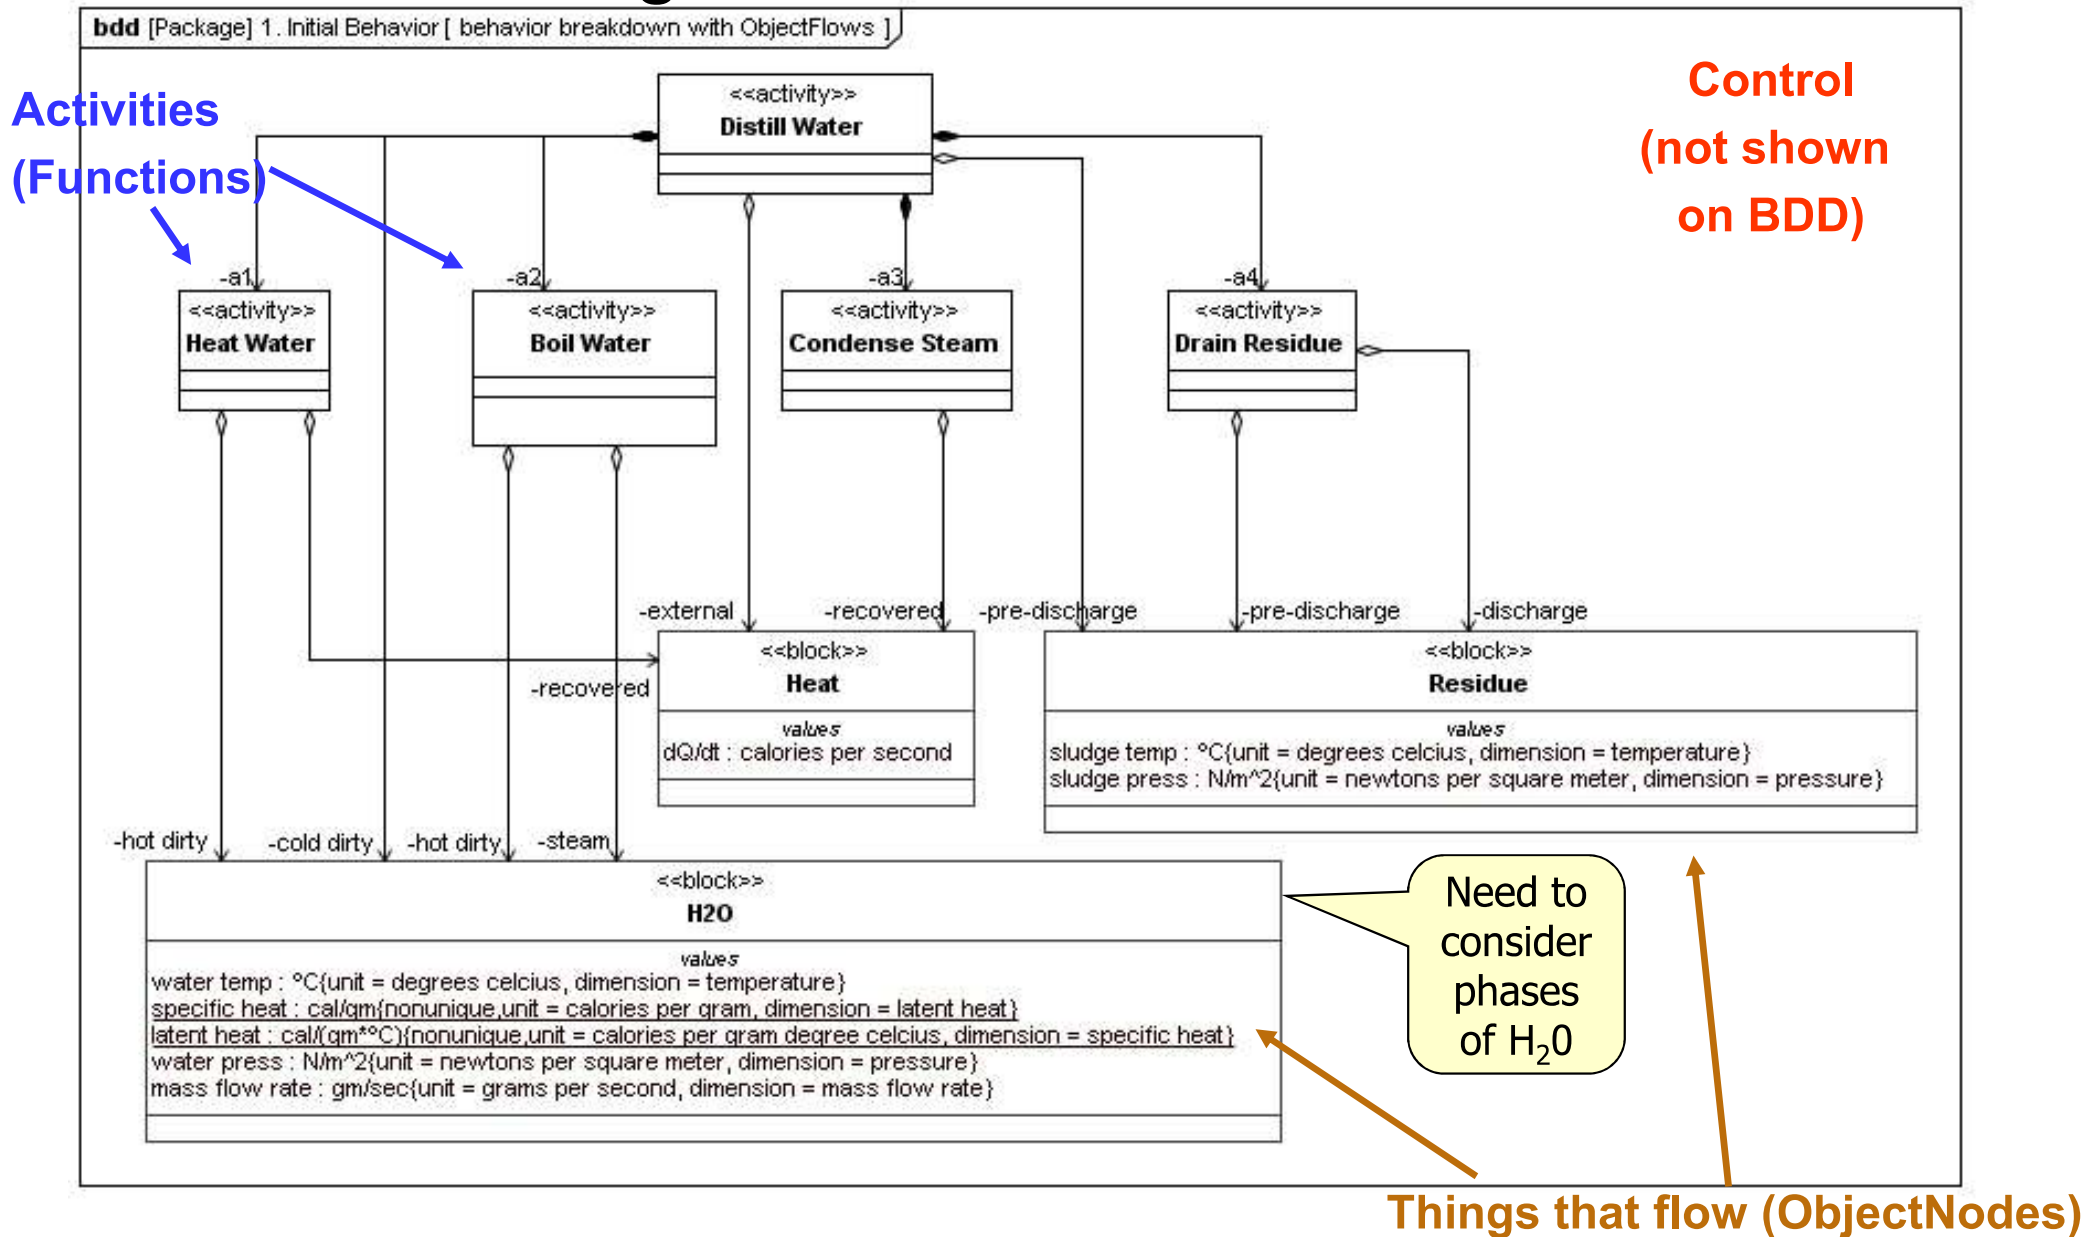 bdd [Package] 1. Initial Behavior [ behavior breakdown with ObjectFlows ]
Activities
(Functions)
Control
(not shown
on BDD)
<<activity>>
Distill Water
-a1
<<activity>>
Heat Water
-a2
<<activity>>
Boil Water
-a3
<<activity>>
Condense Steam
-a4
<<activity>>
Drain Residue
-external
-recovered
-pre-discharge
-pre-discharge
-discharge
-recovered
<<block>>
Heat
values
dQ/dt : calories per second
<<block>>
Residue
values
sludge temp : °C{unit = degrees celcius, dimension = temperature}
sludge press : N/m^2{unit = newtons per square meter, dimension = pressure}
-hot dirty
-cold dirty
-hot dirty
-steam
<<block>>
H2O
values
water temp : °C{unit = degrees celcius, dimension = temperature}
specific heat : cal/gm{nonunique,unit = calories per gram, dimension = latent heat}
latent heat : cal/(gm*°C){nonunique,unit = calories per gram degree celcius, dimension = specific heat}
water press : N/m^2{unit = newtons per square meter, dimension = pressure}
mass flow rate : gm/sec{unit = grams per second, dimension = mass flow rate}
Need to
consider
phases
of H₂0
Things that flow (ObjectNodes)